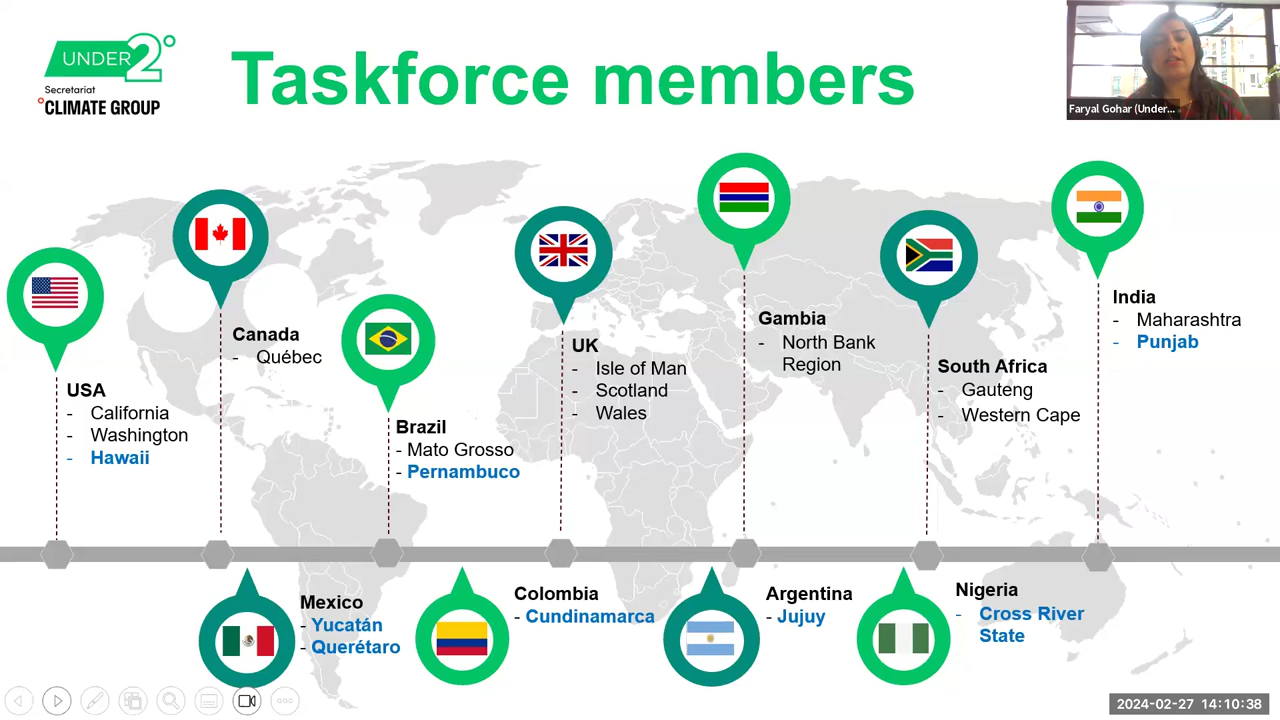 UNDER2°
Secretariat
°CLIMATE GROUP
Taskforce members
Faryal Gohar (Under...
USA
- California
- Washington
- Hawaii
Canada
- Québec
Brazil
- Mato Grosso
- Pernambuco
UK
- Isle of Man
- Scotland
- Wales
Gambia
- North Bank
Region
South Africa
- Gauteng
- Western Cape
India
- Maharashtra
- Punjab
Mexico
- Yucatán
- Querétaro
Colombia
- Cundinamarca
Argentina
- Jujuy
Nigeria
- Cross River
State
2024-02-27 14:10:38